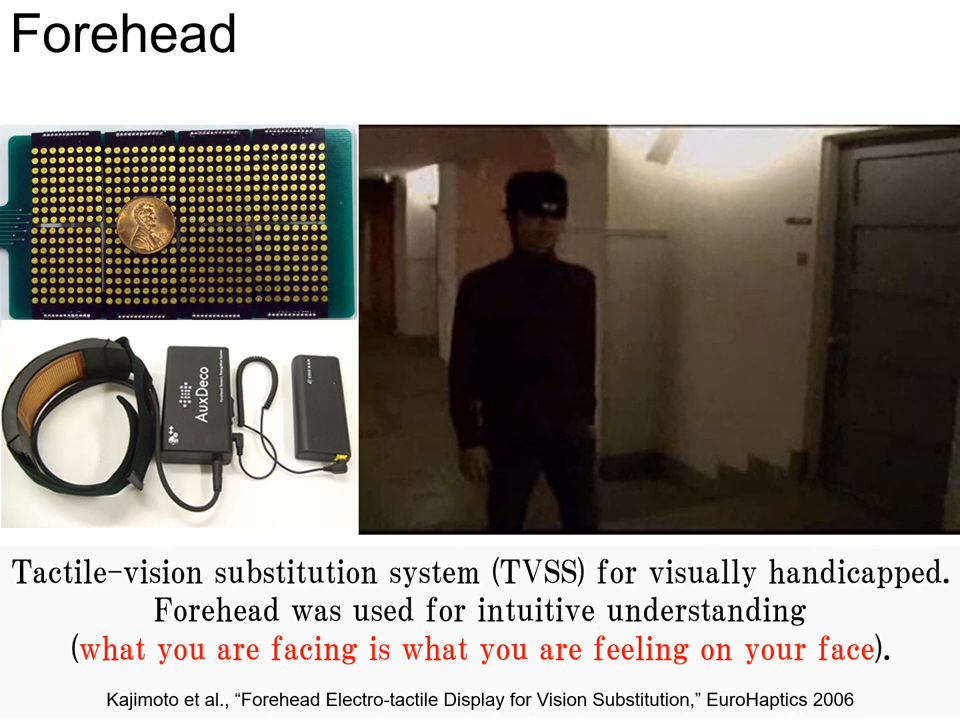 Forehead
AuxDeco
Tactile-vision substitution system (TVSS) for visually handicapped.
Forehead was used for intuitive understanding
(what you are facing is what you are feeling on your face).
Kajimoto et al., “Forehead Electro-tactile Display for Vision Substitution,” EuroHaptics 2006